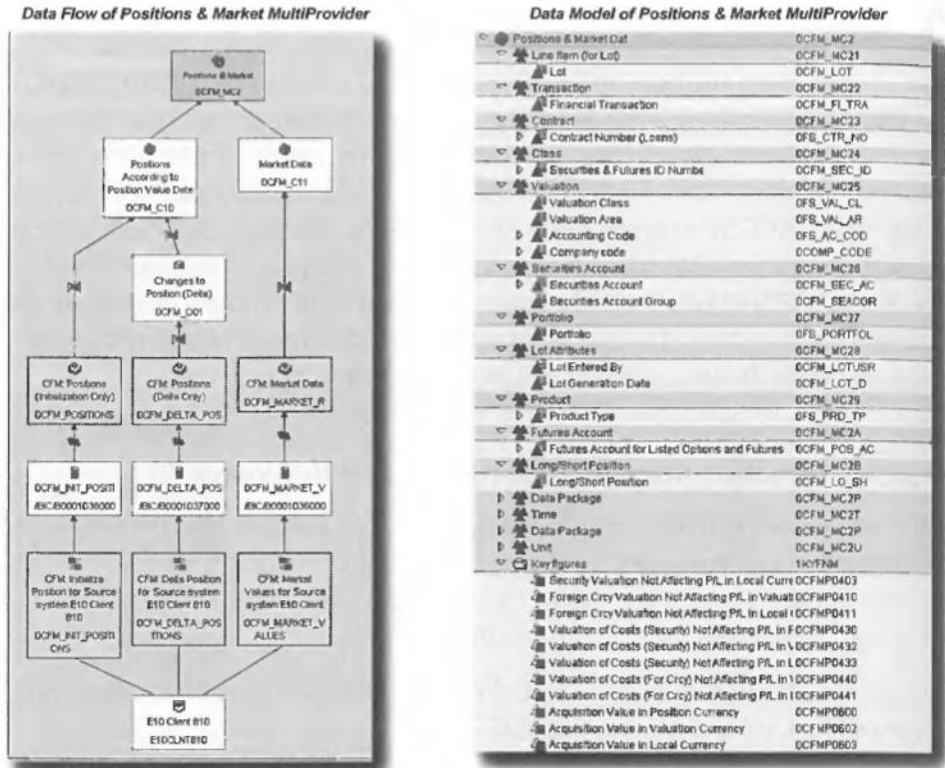 Data Flow of Positions & Market MultiProvider
Positions & Market
0CFM_MC2
Positions
According to
Position Value Date
0CFM_C10
Market Data
0CFM_C11
Changes to
Position (Delta)
0CFM_O01
CFM: Positions
(Initialization Only)
0CFM_POSITIONS
CFM: Positions
(Delta Only)
0CFM_DELTA_POS
CFM: Market Data
0CFM_MARKET_R
0CFM_INIT_POSITI
/BIC/B0001038000
0CFM_DELTA_POS
/BIC/B0001037000
0CFM_MARKET_V
/BIC/B0001036000
CFM: Initialize
Position for Source
system E10 Client
810
0CFM_INIT_POSITI
ONS
CFM: Delta Position
for Source system
E10 Client 810
0CFM_DELTA_POS
ITIONS
CFM: Market
Values for Source
system E10 Client
0CFM_MARKET_V
ALUES
E10 Client 810
E10CLNT810
Data Model of Positions & Market MultiProvider
Positions & Market Dat 0CFM_MC2
Line Item (for Lot) 0CFM_MC21
Lot 0CFM_LOT
Transaction 0CFM_MC22
Financial Transaction 0CFM_FI_TRA
Contract 0CFM_MC23
Contract Number (Loans) 0FS_CTR_NO
Class 0CFM_MC24
Securities & Futures ID Numbe 0CFM_SEC_ID
Valuation 0CFM_MC25
Valuation Class 0FS_VAL_CL
Valuation Area 0FS_VAL_AR
Accounting Code 0FS_AC_COD
Company code 0COMP_CODE
Securities Account 0CFM_MC26
Securities Account 0CFM_SEC_AC
Securities Account Group 0CFM_SEADGR
Portfolio 0CFM_MC27
Portfolio 0FS_PORTFOL
Lot Attributes 0CFM_MC28
Lot Entered By 0CFM_LOTUSR
Lot Generation Date 0CFM_LOT_D
Product 0CFM_MC29
Product Type 0FS_PRD_TP
Futures Account 0CFM_MC2A
Futures Account for Listed Options and Futures 0CFM_POS_AC
Long/Short Position 0CFM_MC2B
Long/Short Position 0CFM_LO_SH
Data Package 0CFM_MC2P
Time 0CFM_MC2T
Data Package 0CFM_MC2P
Unit 0CFM_MC2U
Key figures 1KYFNM
Security Valuation Not Affecting P/L in Local Curre 0CFMP0403
Foreign Crcy Valuation Not Affecting P/L in Valuati 0CFMP0410
Foreign Crcy Valuation Not Affecting P/L in Local 0CFMP0411
Valuation of Costs (Security) Not Affecting P/L in P 0CFMP0430
Valuation of Costs (Security) Not Affecting P/L in V 0CFMP0432
Valuation of Costs (Security) Not Affecting P/L in L 0CFMP0433
Valuation of Costs (For Crcy) Not Affecting P/L in V 0CFMP0440
Valuation of Costs (For Crcy) Not Affecting P/L in l 0CFMP0441
Acquisition Value in Position Currency 0CFMP0600
Acquisition Value in Valuation Currency 0CFMP0602
Acquisition Value in Local Currency 0CFMP0603